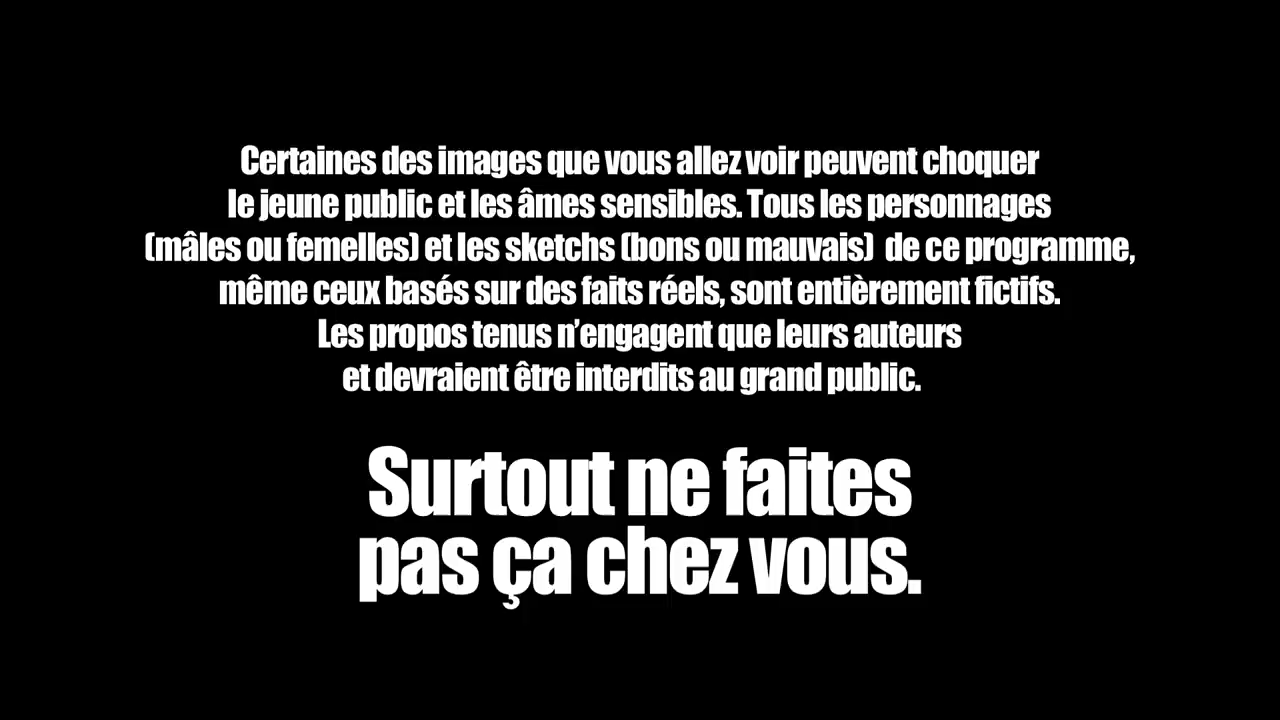 Certaines des images que vous allez voir peuvent choquer
le jeune public et les âmes sensibles. Tous les personnages
(mâles ou femelles) et les sketchs (bons ou mauvais) de ce programme,
même ceux basés sur des faits réels, sont entièrement fictifs.
Les propos tenus n’engagent que leurs auteurs
et devraient être interdits au grand public.
Surtout ne faites
pas ça chez vous.